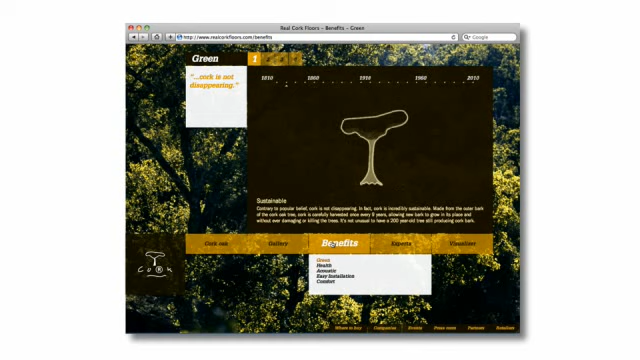 Real Cork Floors – Benefits – Green
http://www.realcorkfloors.com/benefits
Google
Green
1
"...cork is not
disappearing."
1810 1860 1910 1960 2010
Sustainable
Contrary to popular belief, cork is not disappearing. In fact, cork is incredibly sustainable. Made from the outer bark
of the cork oak tree, cork is carefully harvested once every 9 years, allowing new bark to grow in its place and
without ever damaging or killing the trees. It's not unusual to have a 200 year-old tree still producing cork bark.
Cork oak Gallery Benefits Experts Visualizer
Green
Health
Acoustic
Easy Installation
Comfort
CORK
Where to buy Companies Events Press room Partners Retailers